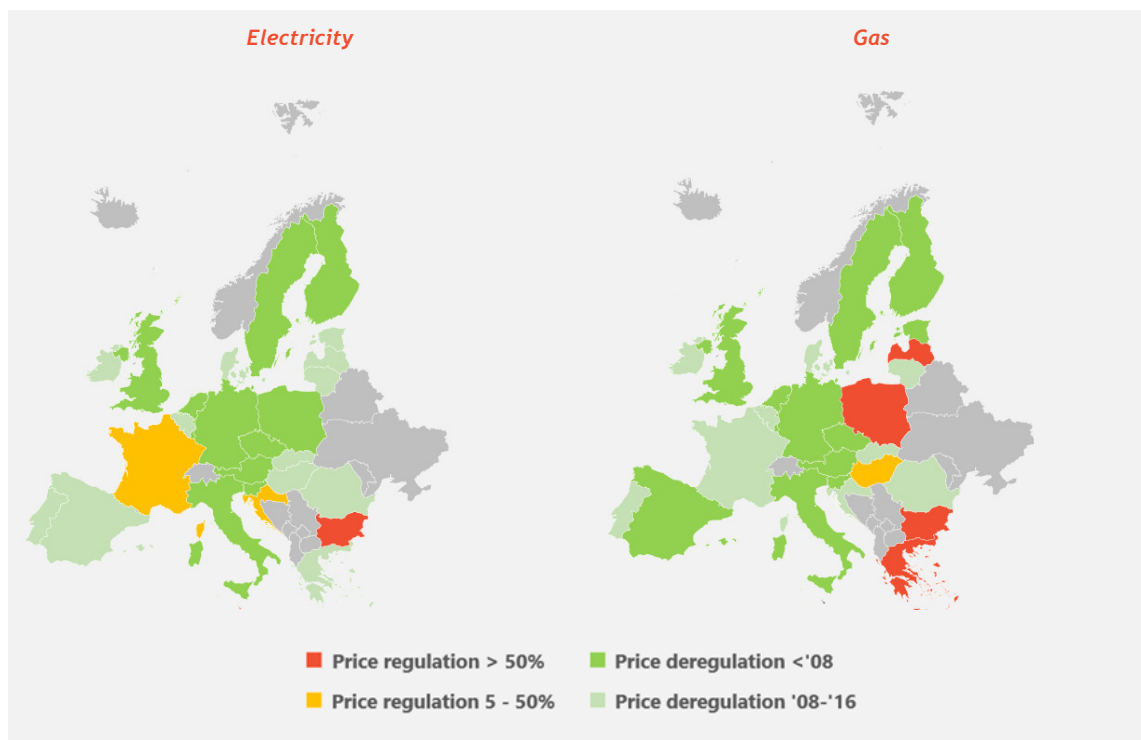 Electricity
Gas
Price regulation > 50%
Price deregulation <'08
Price regulation 5 - 50%
Price deregulation '08-'16